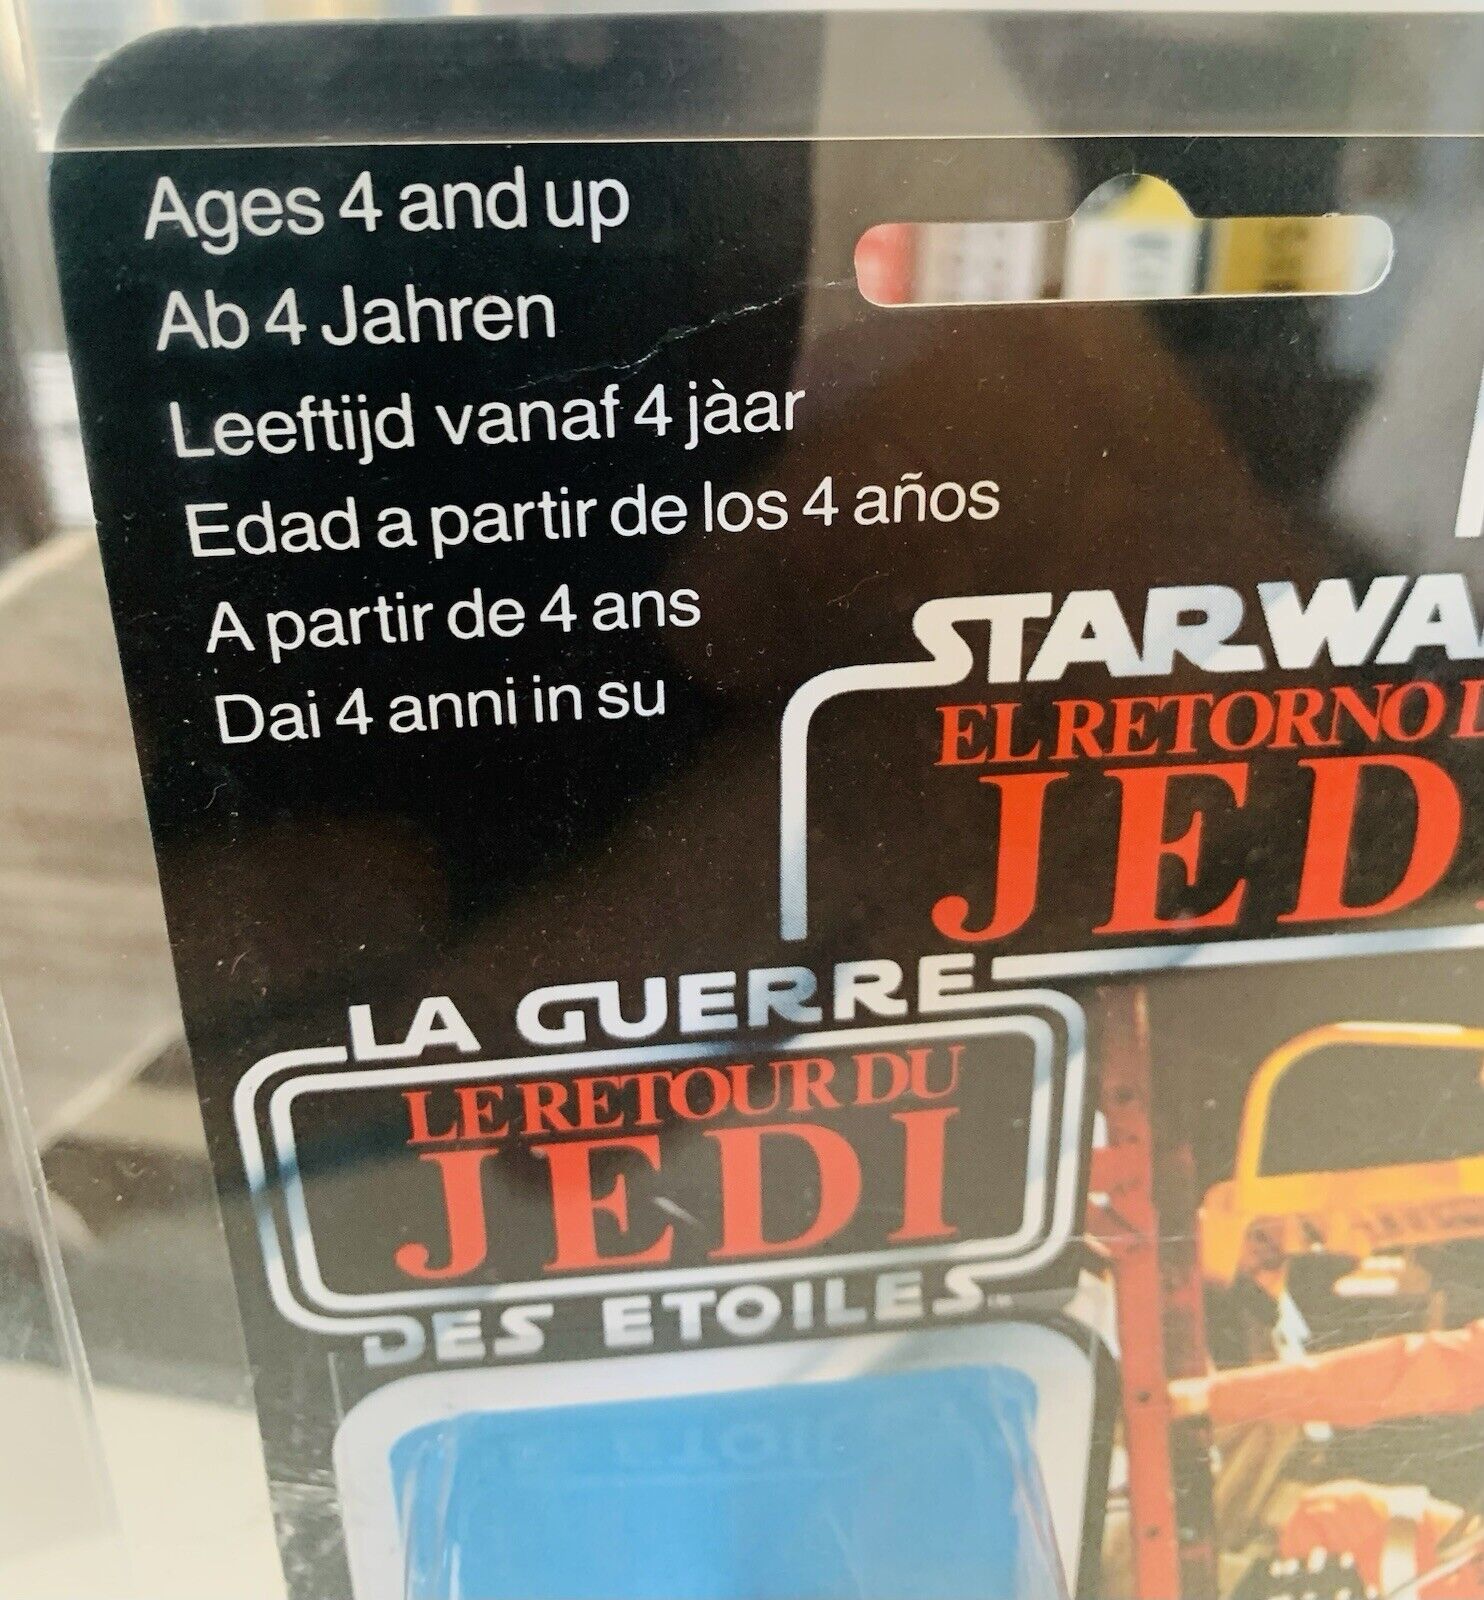 Ages 4 and up
Ab 4 Jahren
Leeftijd vanaf 4 jàar
Edad a partir de los 4 años
A partir de 4 ans
Dai 4 anni in su
STAR WA
EL RETORNO
JED
LA GUERRE
LE RETOUR DU
JEDI
DES ETOILES